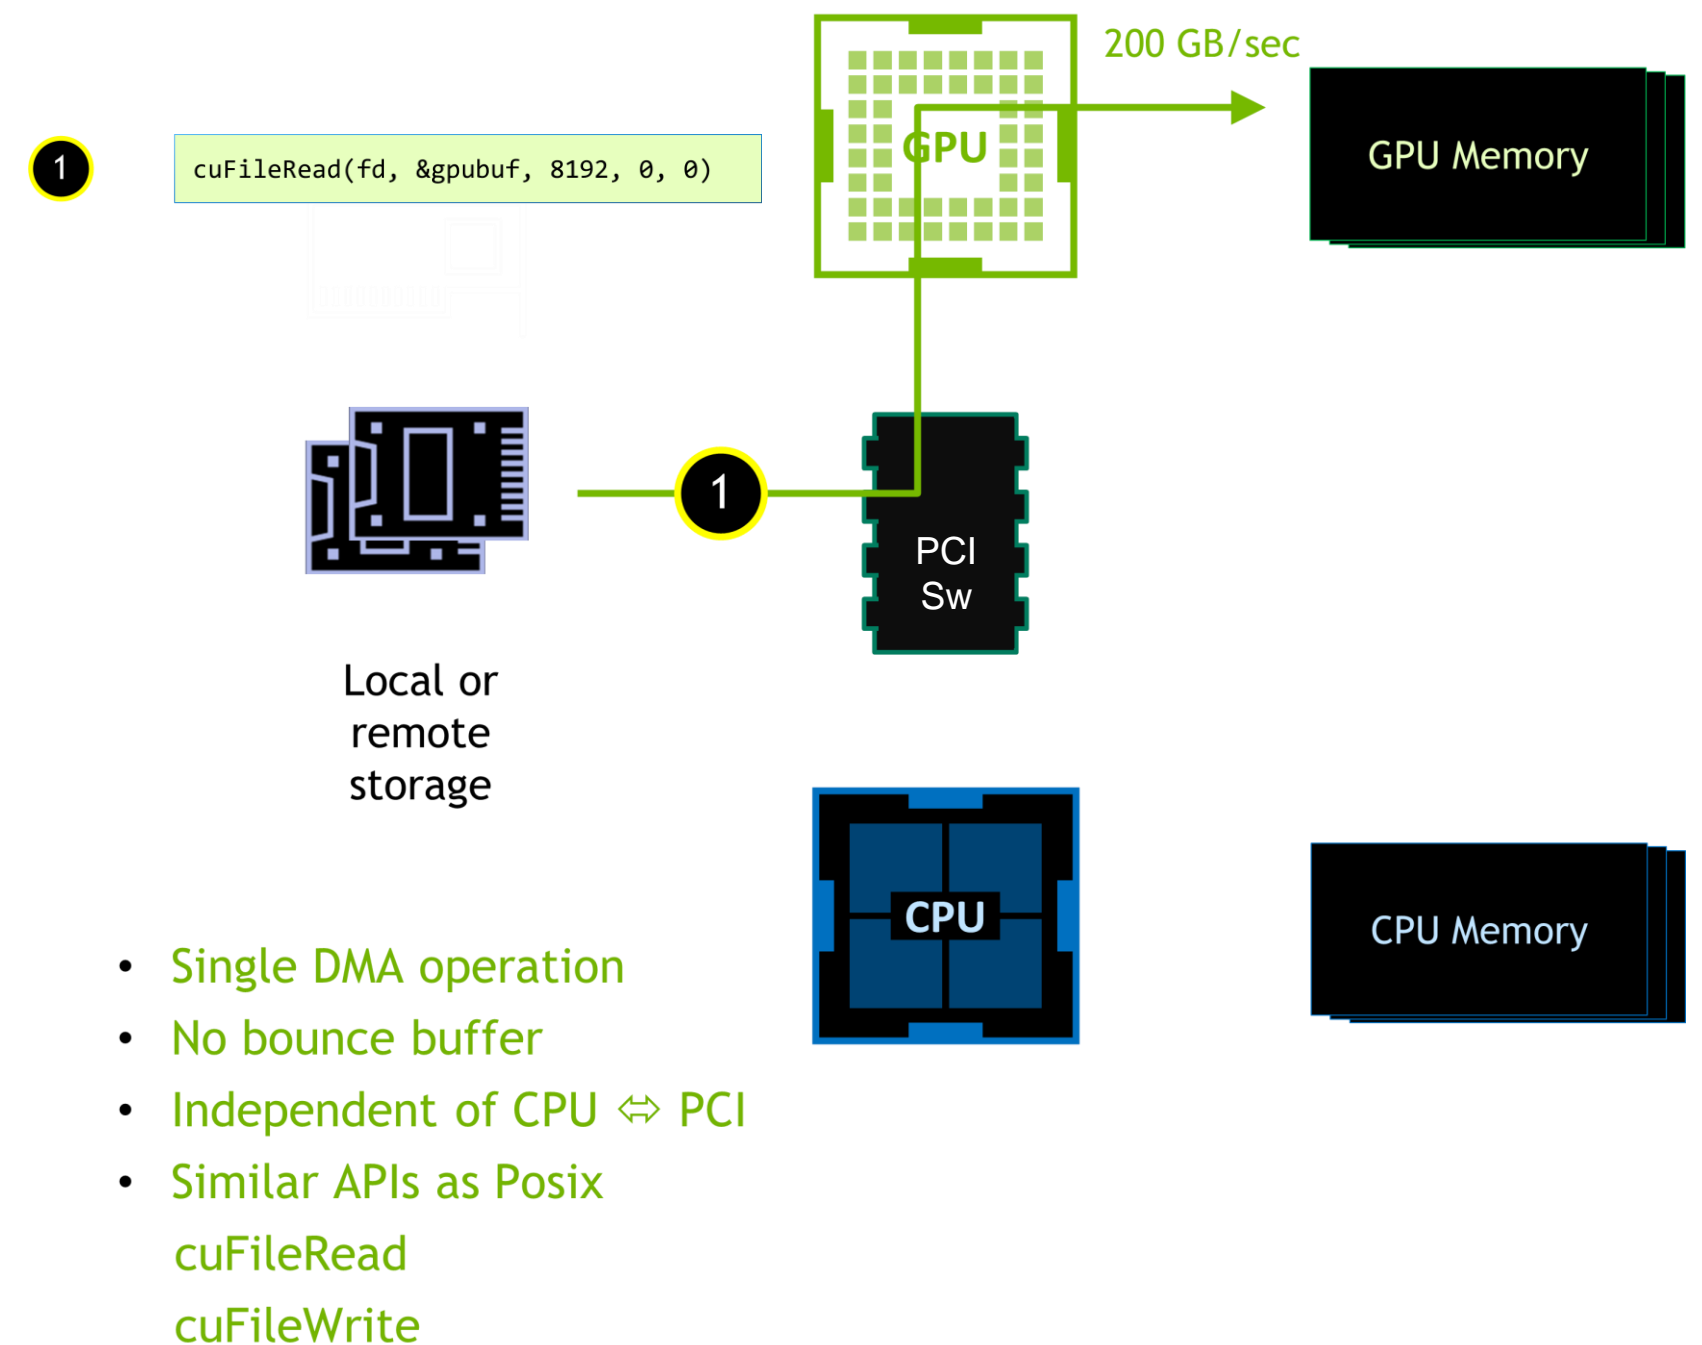 200 GB/sec
1
cuFileRead(fd, &gpubuf, 8192, 0, 0)
GPU
GPU Memory
1
PCI
Sw
Local or
remote
storage
CPU
CPU Memory
• Single DMA operation
• No bounce buffer
• Independent of CPU ⬄ PCI
• Similar APIs as Posix
cuFileRead
cuFileWrite